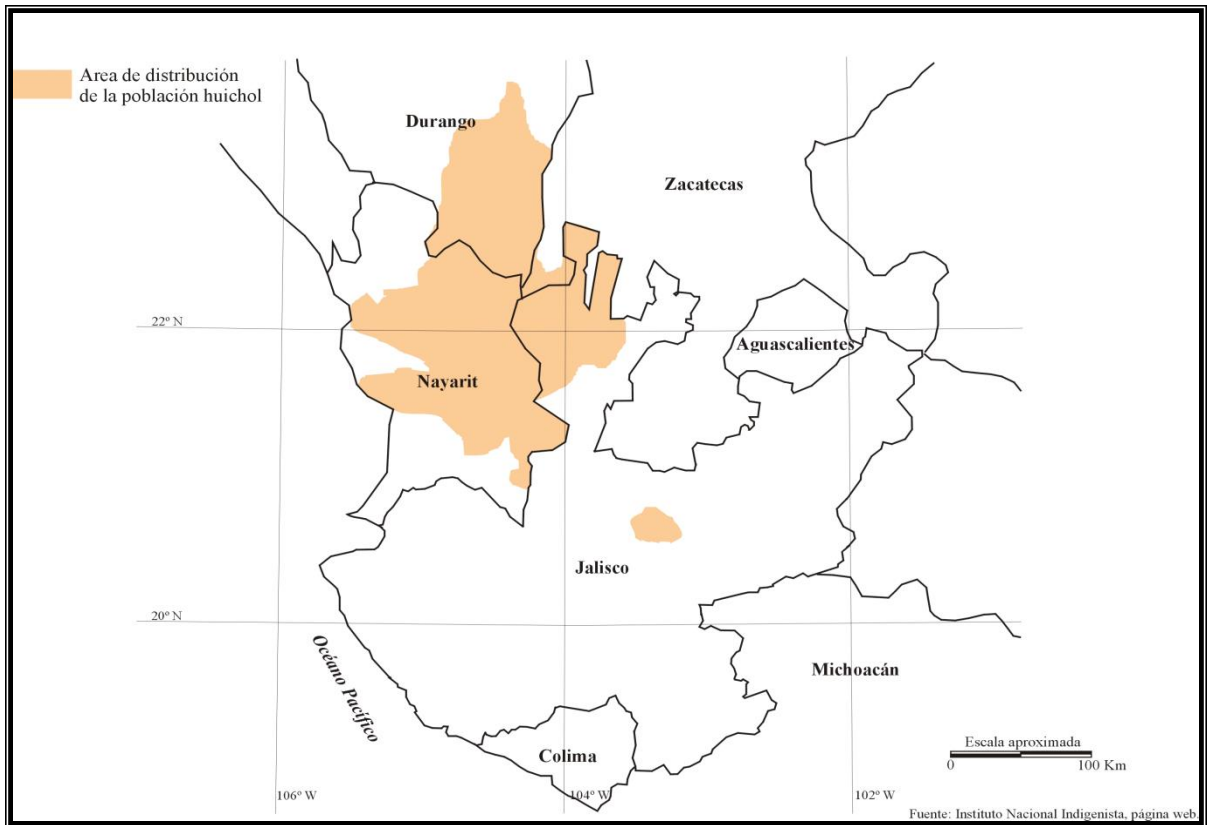 Area de distribución
de la población huichol
Durango
Zacatecas
22º N
Aguascalientes
Nayarit
Jalisco
20º N
Océano Pacífico
Michoacán
Escala aproximada
0 100 Km
Colima
106º W
104º W
102º W
Fuente: Instituto Nacional Indigenista, página web.